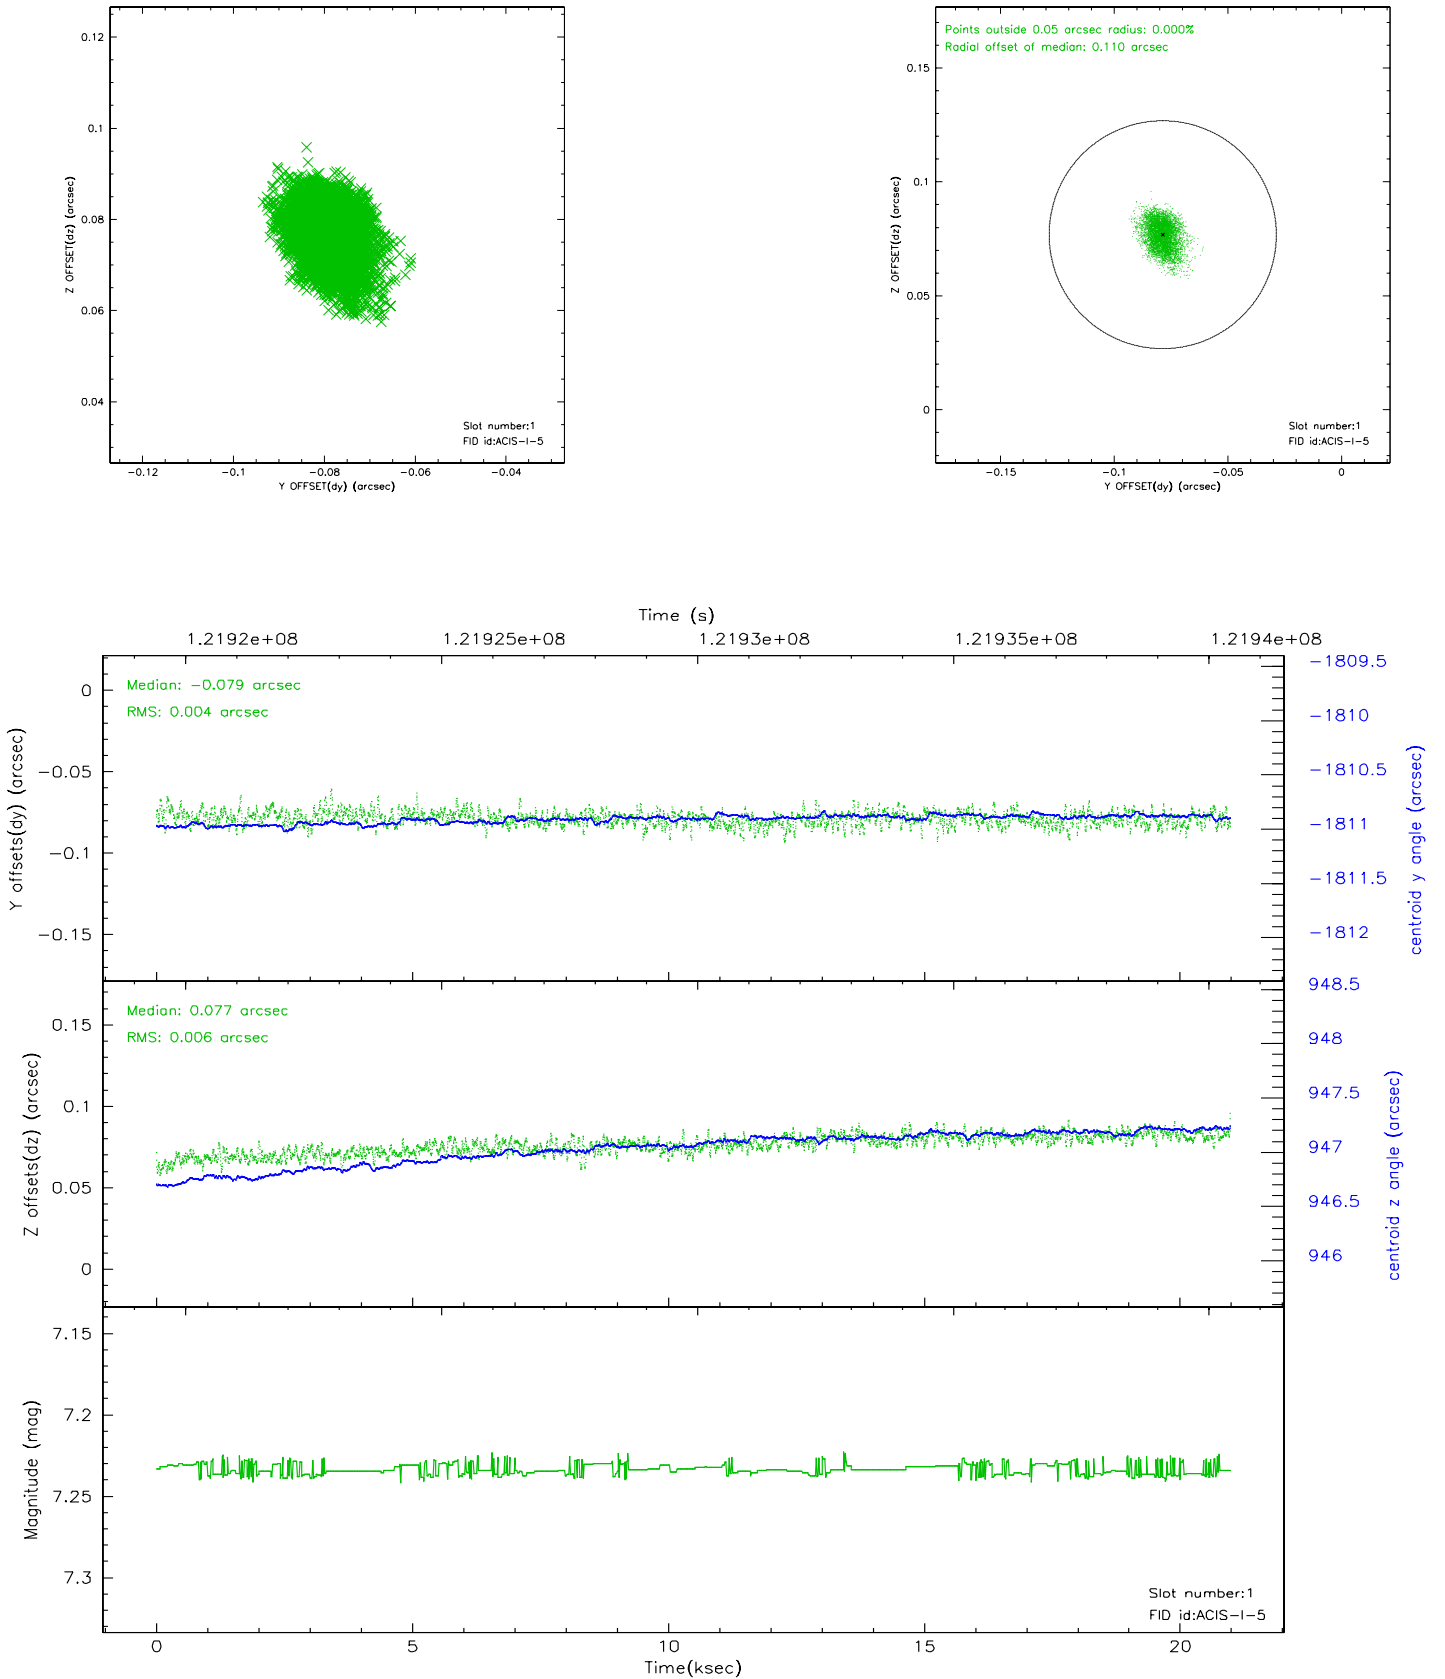 0.12
0.1
0.08
0.06
0.04
Z OFFSET(dz) (arcsec)
Slot number:1
FID id:ACIS-I-5
-0.12
-0.1
-0.08
-0.06
-0.04
Y OFFSET(dy) (arcsec)
Points outside 0.05 arcsec radius: 0.000%
Radial offset of median: 0.110 arcsec
0.15
0.1
0.05
0
Z OFFSET(dz) (arcsec)
Slot number:1
FID id:ACIS-I-5
-0.15
-0.1
-0.05
0
Y OFFSET(dy) (arcsec)
Time (s)
1.2192e+08
1.21925e+08
1.2193e+08
1.21935e+08
1.2194e+08
Median: -0.079 arcsec
RMS: 0.004 arcsec
0
-0.05
-0.1
-0.15
Y offsets(dy) (arcsec)
-1809.5
-1810
-1810.5
-1811
-1811.5
-1812
centroid y angle (arcsec)
Median: 0.077 arcsec
RMS: 0.006 arcsec
0.15
0.1
0.05
0
Z offsets(dz) (arcsec)
948.5
948
947.5
947
946.5
946
centroid z angle (arcsec)
7.15
7.2
7.25
7.3
Magnitude (mag)
Slot number:1
FID id:ACIS-I-5
0
5
10
15
20
Time(ksec)